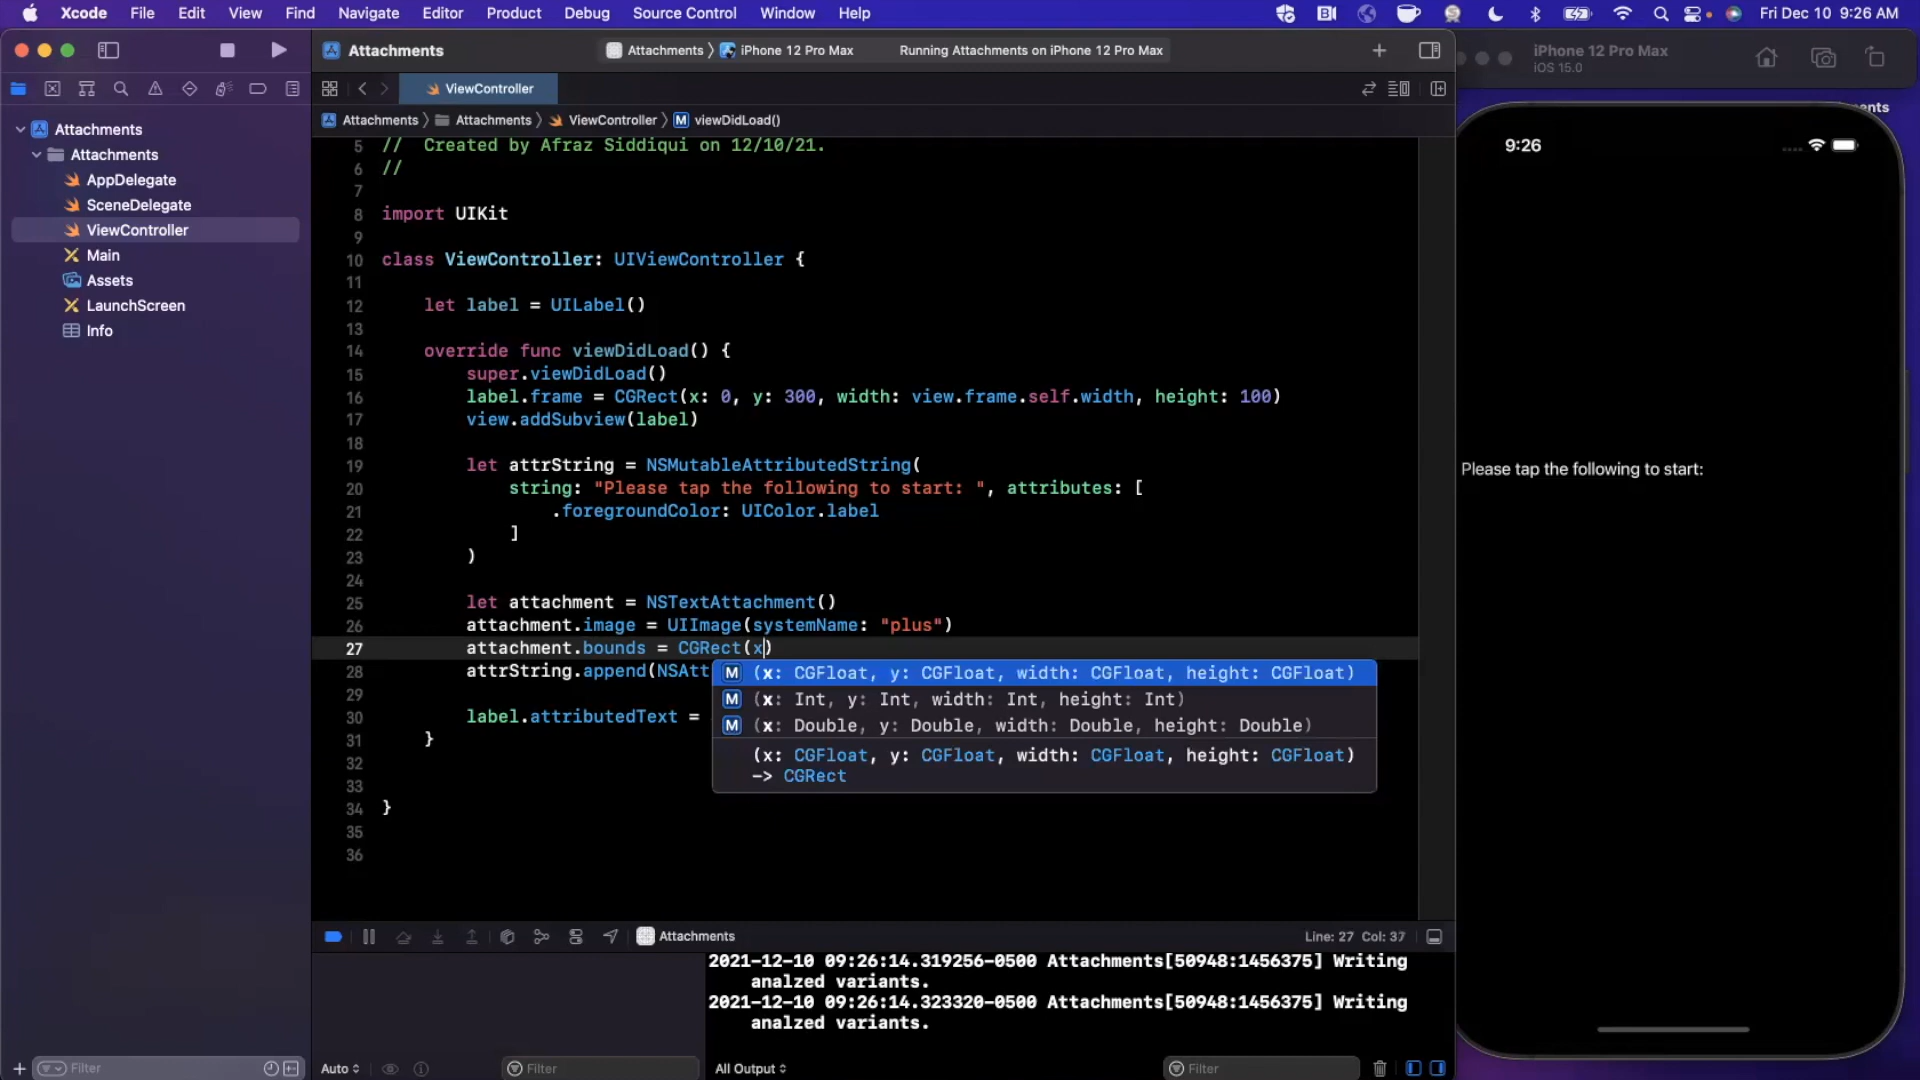 Xcode File Edit View Find Navigate Editor Product Debug Source Control Window Help
Fri Dec 10 9:26 AM
Attachments
Attachments
iPhone 12 Pro Max
Running Attachments on iPhone 12 Pro Max
iPhone 12 Pro Max
iOS 15.0
ViewController
Attachments
Attachments
AppDelegate
SceneDelegate
ViewController
Main
Assets
LaunchScreen
Info
Attachments
Attachments
ViewController
viewDidLoad()
5 // Created by Afraz Siddiqui on 12/10/21.
6 //
7
8 import UIKit
9
10 class ViewController: UIViewController {
11
12 let label = UILabel()
13
14 override func viewDidLoad() {
15 super.viewDidLoad()
16 label.frame = CGRect(x: 0, y: 300, width: view.frame.self.width, height: 100)
17 view.addSubview(label)
18
19 let attrString = NSMutableAttributedString(
20 string: "Please tap the following to start: ", attributes: [
21 .foregroundColor: UIColor.label
22 ]
23 )
24
25 let attachment = NSTextAttachment()
26 attachment.image = UIImage(systemName: "plus")
27 attachment.bounds = CGRect(x)
28 attrString.append(NSAtt
29
30 label.attributedText =
31 }
32
33
34 }
35
36
M (x: CGFloat, y: CGFloat, width: CGFloat, height: CGFloat)
M (x: Int, y: Int, width: Int, height: Int)
M (x: Double, y: Double, width: Double, height: Double)
(x: CGFloat, y: CGFloat, width: CGFloat, height: CGFloat)
-> CGRect
Attachments
Line: 27 Col: 37
2021-12-10 09:26:14.319256-0500 Attachments[50948:1456375] Writing
analzed variants.
2021-12-10 09:26:14.323320-0500 Attachments[50948:1456375] Writing
analzed variants.
Filter
Auto
Filter
All Output
Filter
ents
9:26
Please tap the following to start: